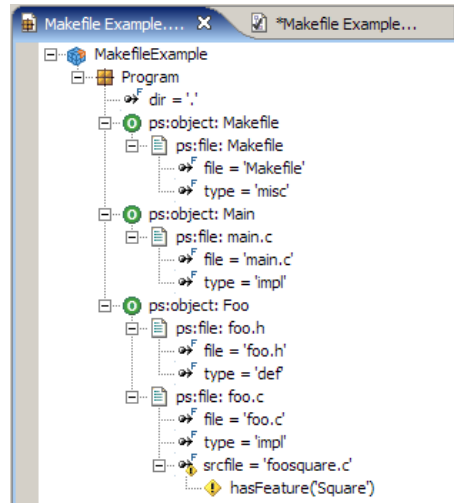 Makefile Example....
*Makefile Example...
MakefileExample
Program
F dir = '.'
O ps:object: Makefile
ps:file: Makefile
F file = 'Makefile'
F type = 'misc'
O ps:object: Main
ps:file: main.c
F file = 'main.c'
F type = 'impl'
O ps:object: Foo
ps:file: foo.h
F file = 'foo.h'
F type = 'def'
ps:file: foo.c
F file = 'foo.c'
F type = 'impl'
F srcfile = 'foosquare.c'
hasFeature('Square')